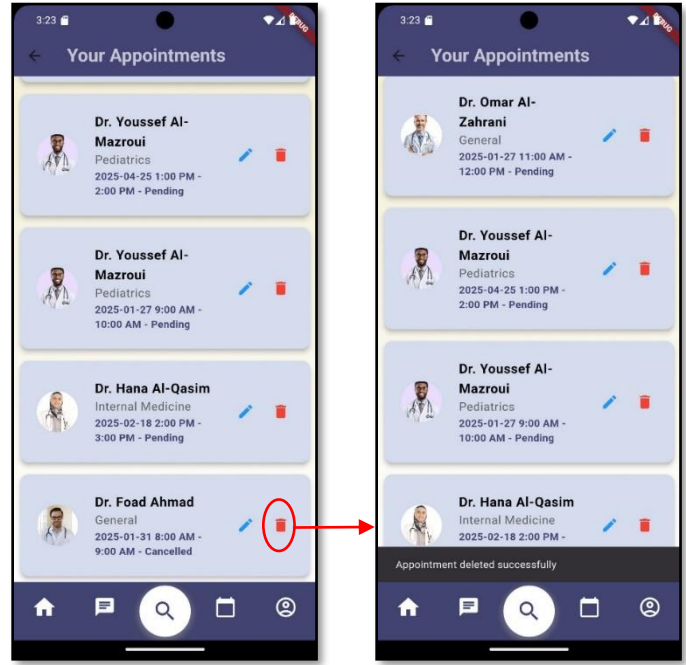 3:23
DEBUG
Your Appointments
Dr. Youssef Al-
Mazroui
Pediatrics
2025-04-25 1:00 PM -
2:00 PM - Pending
Dr. Youssef Al-
Mazroui
Pediatrics
2025-01-27 9:00 AM -
10:00 AM - Pending
Dr. Hana Al-Qasim
Internal Medicine
2025-02-18 2:00 PM -
3:00 PM - Pending
Dr. Foad Ahmad
General
2025-01-31 8:00 AM -
9:00 AM - Cancelled
3:23
DEBUG
Your Appointments
Dr. Omar Al-
Zahrani
General
2025-01-27 11:00 AM -
12:00 PM - Pending
Dr. Youssef Al-
Mazroui
Pediatrics
2025-04-25 1:00 PM -
2:00 PM - Pending
Dr. Youssef Al-
Mazroui
Pediatrics
2025-01-27 9:00 AM -
10:00 AM - Pending
Dr. Hana Al-Qasim
Internal Medicine
2025-02-18 2:00 PM -
Appointment deleted successfully